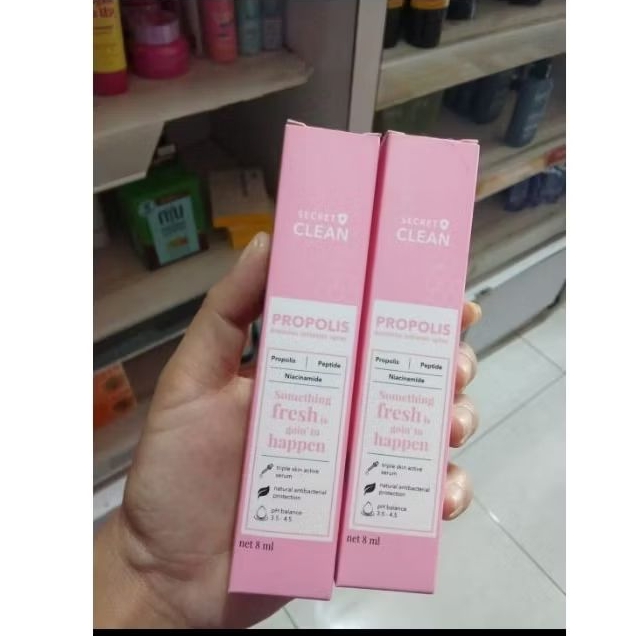 SECRET
CLEAN
PROPOLIS
Propolis | Peptide
Niacinamide
Something
fresh is
goin' to
happen
triple skin active
serum
natural antibacterial
protection
pH balance
3.5 - 4.5
net 8 ml
SECRET
CLEAN
PROPOLIS
Propolis | Peptide
Niacinamide
Something
fresh is
goin' to
happen
triple skin active
serum
natural antibacterial
protection
pH balance
3.5 - 4.5
net 8 ml